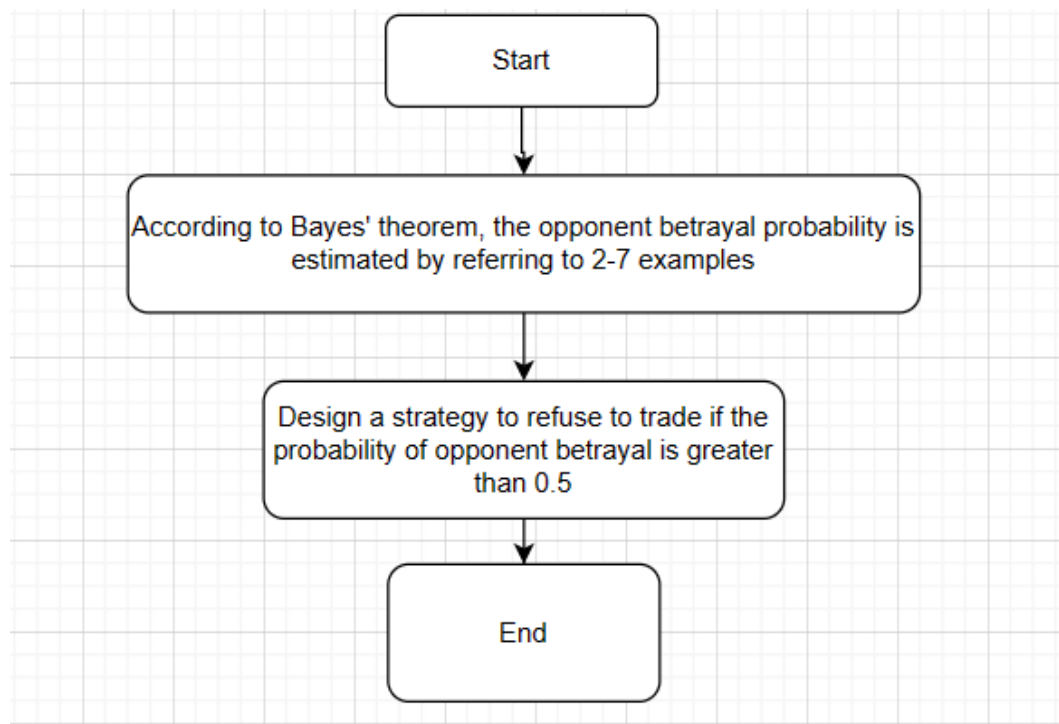 Start
According to Bayes' theorem, the opponent betrayal probability is
estimated by referring to 2-7 examples
Design a strategy to refuse to trade if the
probability of opponent betrayal is greater
than 0.5
End